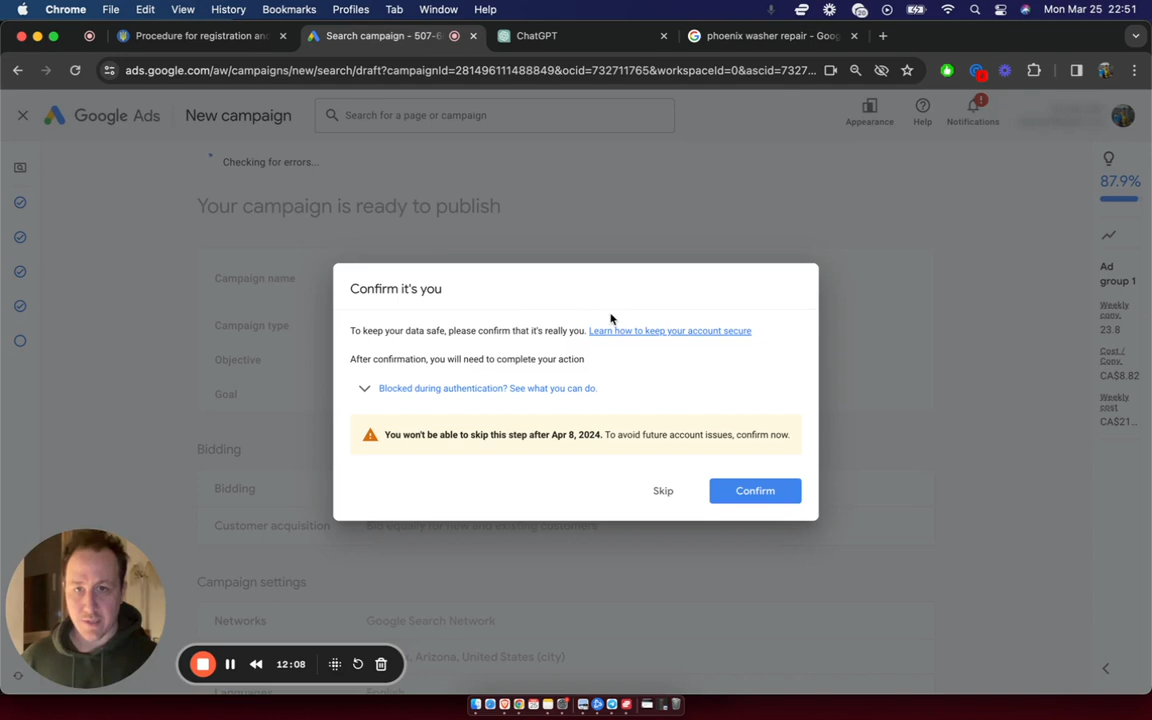 Chrome File Edit View History Bookmarks Profiles Tab Window Help
20
Mon Mar 25 22:51
Procedure for registration and
Search campaign - 507-6
ChatGPT
phoenix washer repair - Goog
ads.google.com/aw/campaigns/new/search/draft?campaignId=281496111488849&ocid=732711765&workspaceId=0&ascid=7327...
Google Ads
New campaign
Search for a page or campaign
Appearance
Help
Notifications
Checking for errors...
Your campaign is ready to publish
87.9%
Campaign name
Campaign type
Objective
Goal
Ad
group 1
Weekly
conv.
23.8
Cost /
Conv.
CA$8.82
Weekly
cost
CA$21...
Confirm it's you
To keep your data safe, please confirm that it's really you. Learn how to keep your account secure
After confirmation, you will need to complete your action
Blocked during authentication? See what you can do.
You won't be able to skip this step after Apr 8, 2024. To avoid future account issues, confirm now.
Skip
Confirm
Bidding
Bidding
Customer acquisition
Bid equally for new and existing customers
Campaign settings
Networks
Google Search Network
, Arizona, United States (city)
Languages
English
12:08